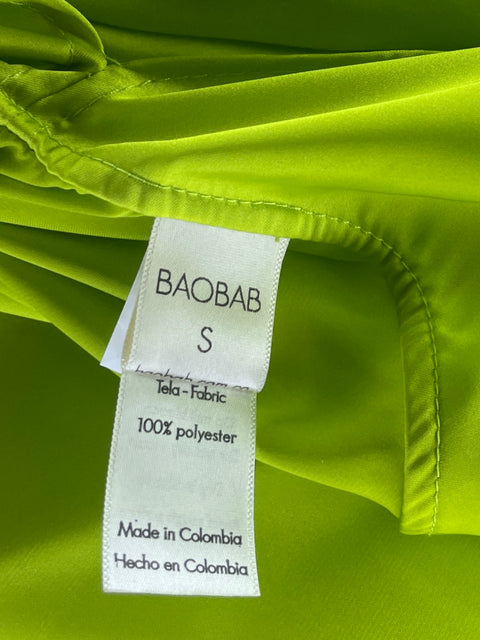 BAOBAB
S
Tela - Fabric
100% polyester
Made in Colombia
Hecho en Colombia